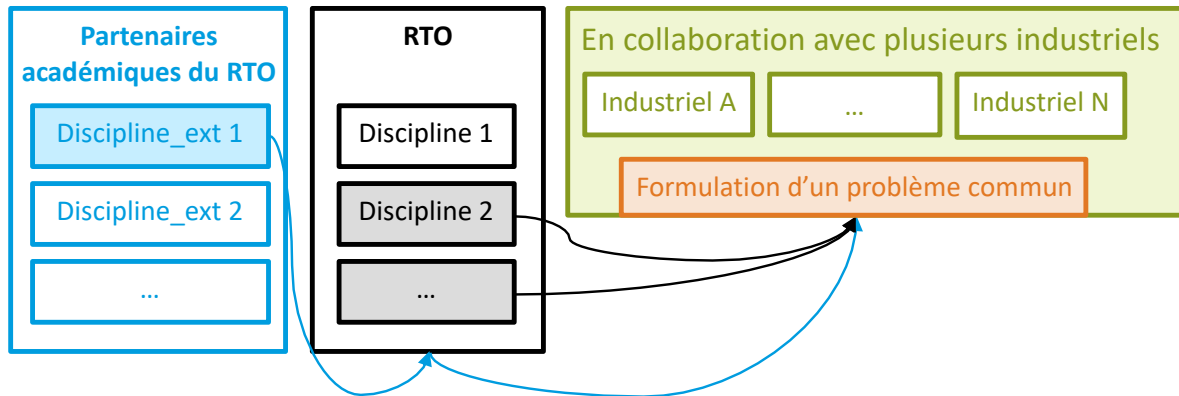 Partenaires
académiques du RTO
Discipline_ext 1
Discipline_ext 2
...
RTO
Discipline 1
Discipline 2
...
En collaboration avec plusieurs industriels
Industriel A
...
Industriel N
Formulation d’un problème commun